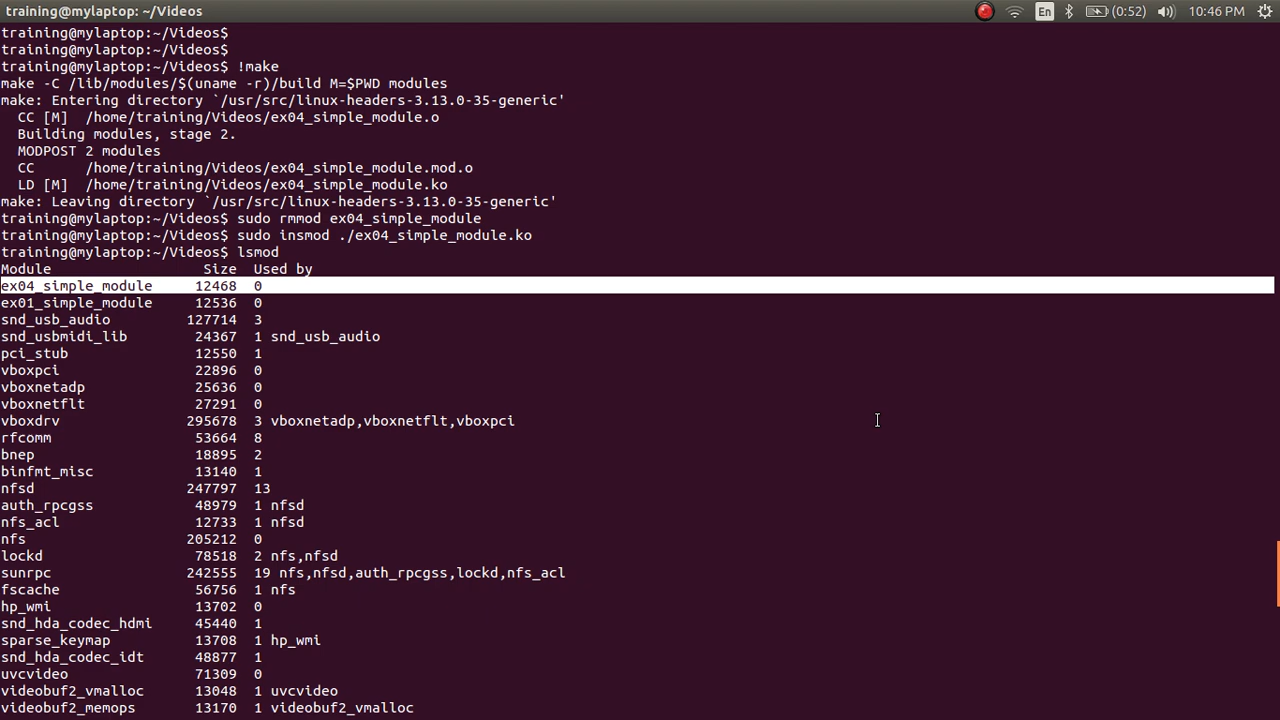 training@mylaptop: ~/Videos En (0:52) 10:46 PM
training@mylaptop:~/Videos$
training@mylaptop:~/Videos$
training@mylaptop:~/Videos$ !make
make -C /lib/modules/$(uname -r)/build M=$PWD modules
make: Entering directory `/usr/src/linux-headers-3.13.0-35-generic'
  CC [M]  /home/training/Videos/ex04_simple_module.o
  Building modules, stage 2.
  MODPOST 2 modules
  CC      /home/training/Videos/ex04_simple_module.mod.o
  LD [M]  /home/training/Videos/ex04_simple_module.ko
make: Leaving directory `/usr/src/linux-headers-3.13.0-35-generic'
training@mylaptop:~/Videos$ sudo rmmod ex04_simple_module
training@mylaptop:~/Videos$ sudo insmod ./ex04_simple_module.ko
training@mylaptop:~/Videos$ lsmod
Module                  Size  Used by
ex04_simple_module     12468  0
ex01_simple_module     12536  0
snd_usb_audio         127714  3
snd_usbmidi_lib        24367  1 snd_usb_audio
pci_stub               12550  1
vboxpci                22896  0
vboxnetadp             25636  0
vboxnetflt             27291  0
vboxdrv               295678  3 vboxnetadp,vboxnetflt,vboxpci
rfcomm                 53664  8
bnep                   18895  2
binfmt_misc            13140  1
nfsd                  247797  13
auth_rpcgss            48979  1 nfsd
nfs_acl                12733  1 nfsd
nfs                   205212  0
lockd                  78518  2 nfs,nfsd
sunrpc                242555  19 nfs,nfsd,auth_rpcgss,lockd,nfs_acl
fscache                56756  1 nfs
hp_wmi                 13702  0
snd_hda_codec_hdmi     45440  1
sparse_keymap          13708  1 hp_wmi
snd_hda_codec_idt      48877  1
uvcvideo               71309  0
videobuf2_vmalloc      13048  1 uvcvideo
videobuf2_memops       13170  1 videobuf2_vmalloc